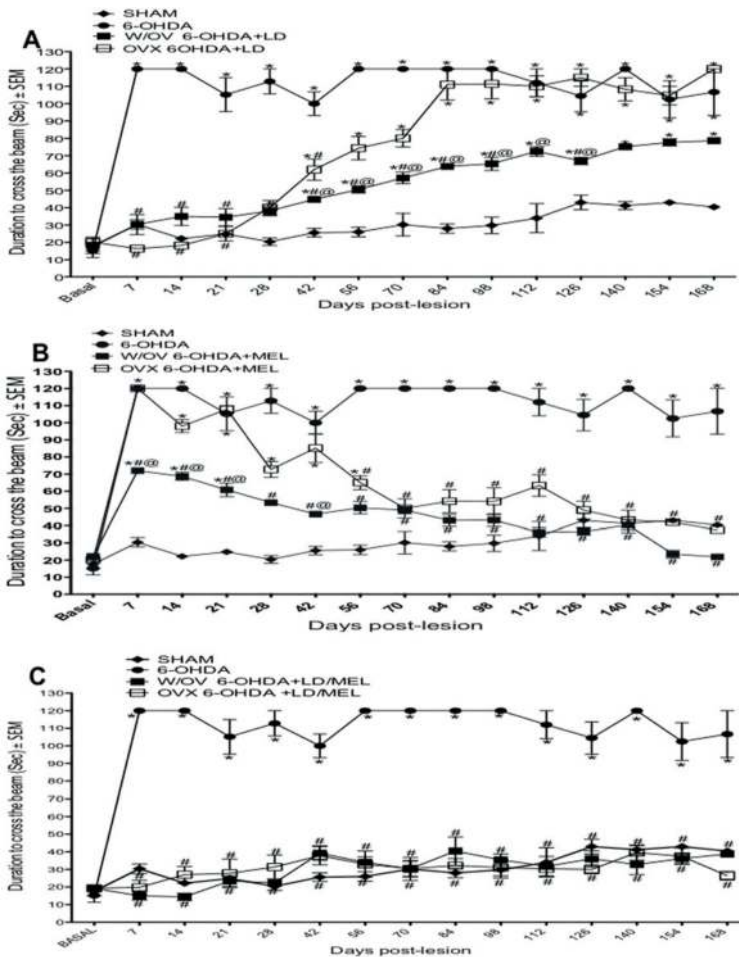 A
SHAM
6-OHDA
W/OV 6-OHDA+LD
OVX 6OHDA+LD
Duration to cross the beam (Sec) ± SEM
130
120
110
100
90
80
70
60
50
40
30
20
10
0
* * * * * * * * * * * * * *
*# *#@ *#@ *#@ *#@ *#@ *@ *#@ * * *
# # # # # #
Basal 7 14 21 28 42 56 70 84 98 112 126 140 154 168
Days post-lesion
B
SHAM
6-OHDA
W/OV 6-OHDA+MEL
OVX 6-OHDA+MEL
Duration to cross the beam (Sec) ± SEM
130
120
110
100
90
80
70
60
50
40
30
20
10
0
*#@ *#@ *#@ # #@ *# # # # # # # # #
Basal 7 14 21 28 42 56 70 84 98 112 126 140 154 168
Days post-lesion
C
SHAM
6-OHDA
W/OV 6-OHDA+LD/MEL
OVX 6-OHDA +LD/MEL
Duration to cross the beam (Sec) ± SEM
130
120
110
100
90
80
70
60
50
40
30
20
10
0
* * * * * * * * * * * * *
# # # # # # # # # # # # # #
BASAL 7 14 21 28 42 56 70 84 98 112 126 140 154 168
Days post-lesion